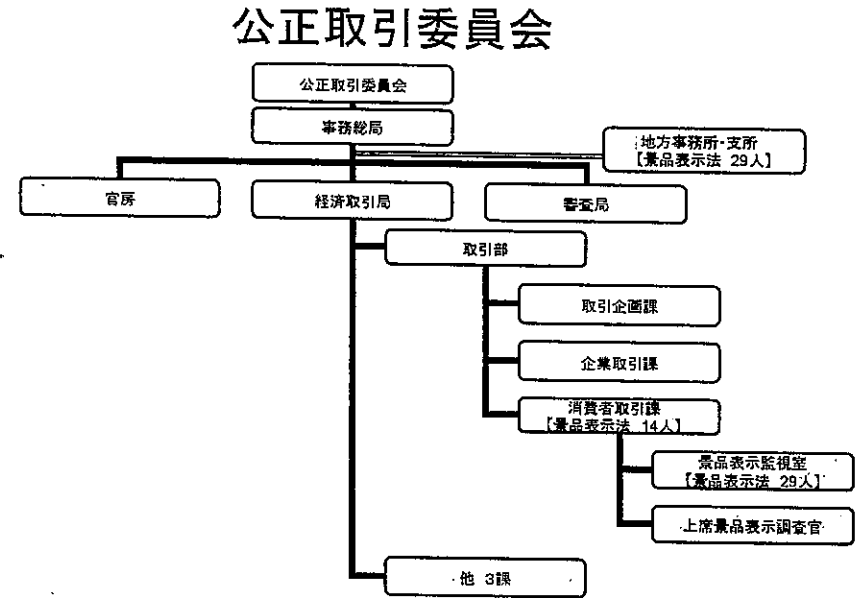 公正取引委員会
公正取引委員会
事務総局
地方事務所・支所
【景品表示法 29人】
官房
経済取引局
審査局
取引部
取引企画課
企業取引課
消費者取引課
【景品表示法 14人】
景品表示監視室
【景品表示法 29人】
上席景品表示調査官
他 3課